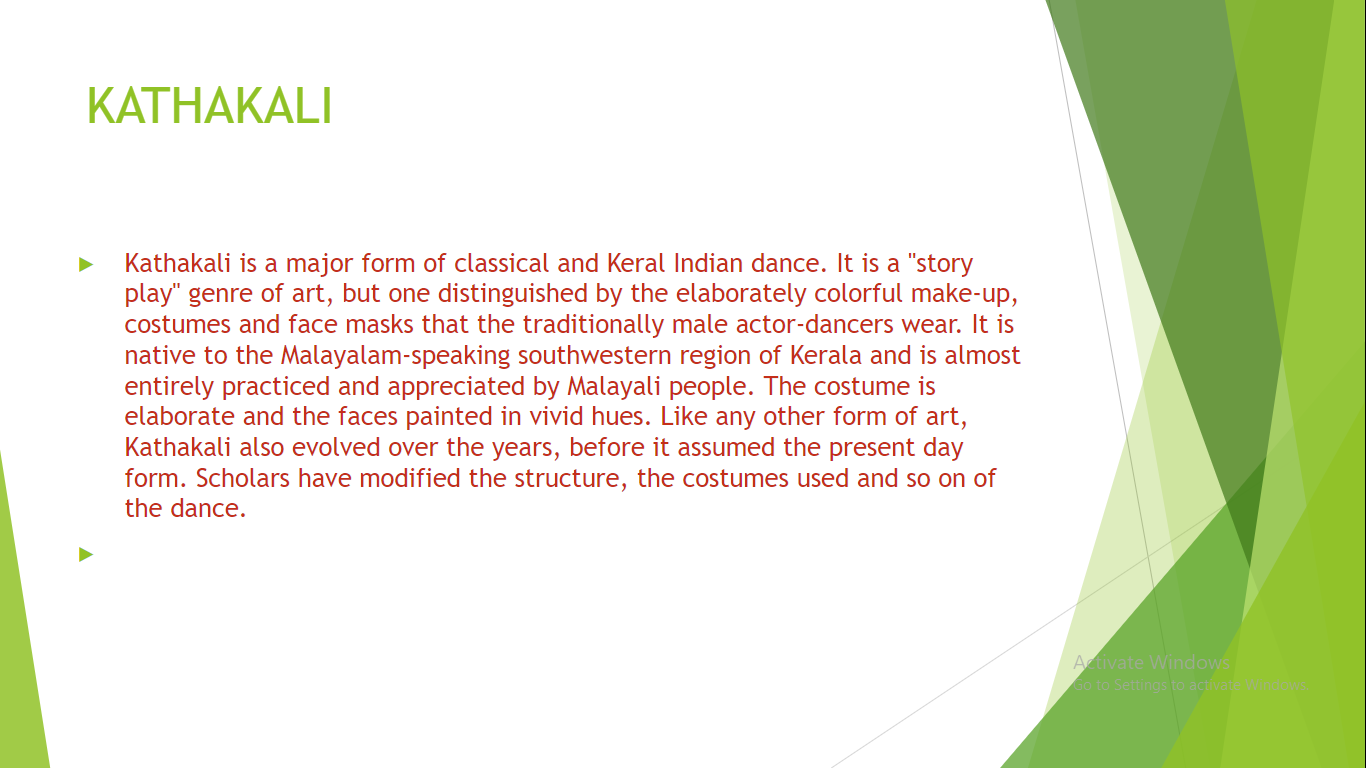 KATHAKALI
Kathakali is a major form of classical and Keral Indian dance. It is a "story
play" genre of art, but one distinguished by the elaborately colorful make-up,
costumes and face masks that the traditionally male actor-dancers wear. It is
native to the Malayalam-speaking southwestern region of Kerala and is almost
entirely practiced and appreciated by Malayali people. The costume is
elaborate and the faces painted in vivid hues. Like any other form of art,
Kathakali also evolved over the years, before it assumed the present day
form. Scholars have modified the structure, the costumes used and so on of
the dance.
Activate Windows
Go to Settings to activate Windows.